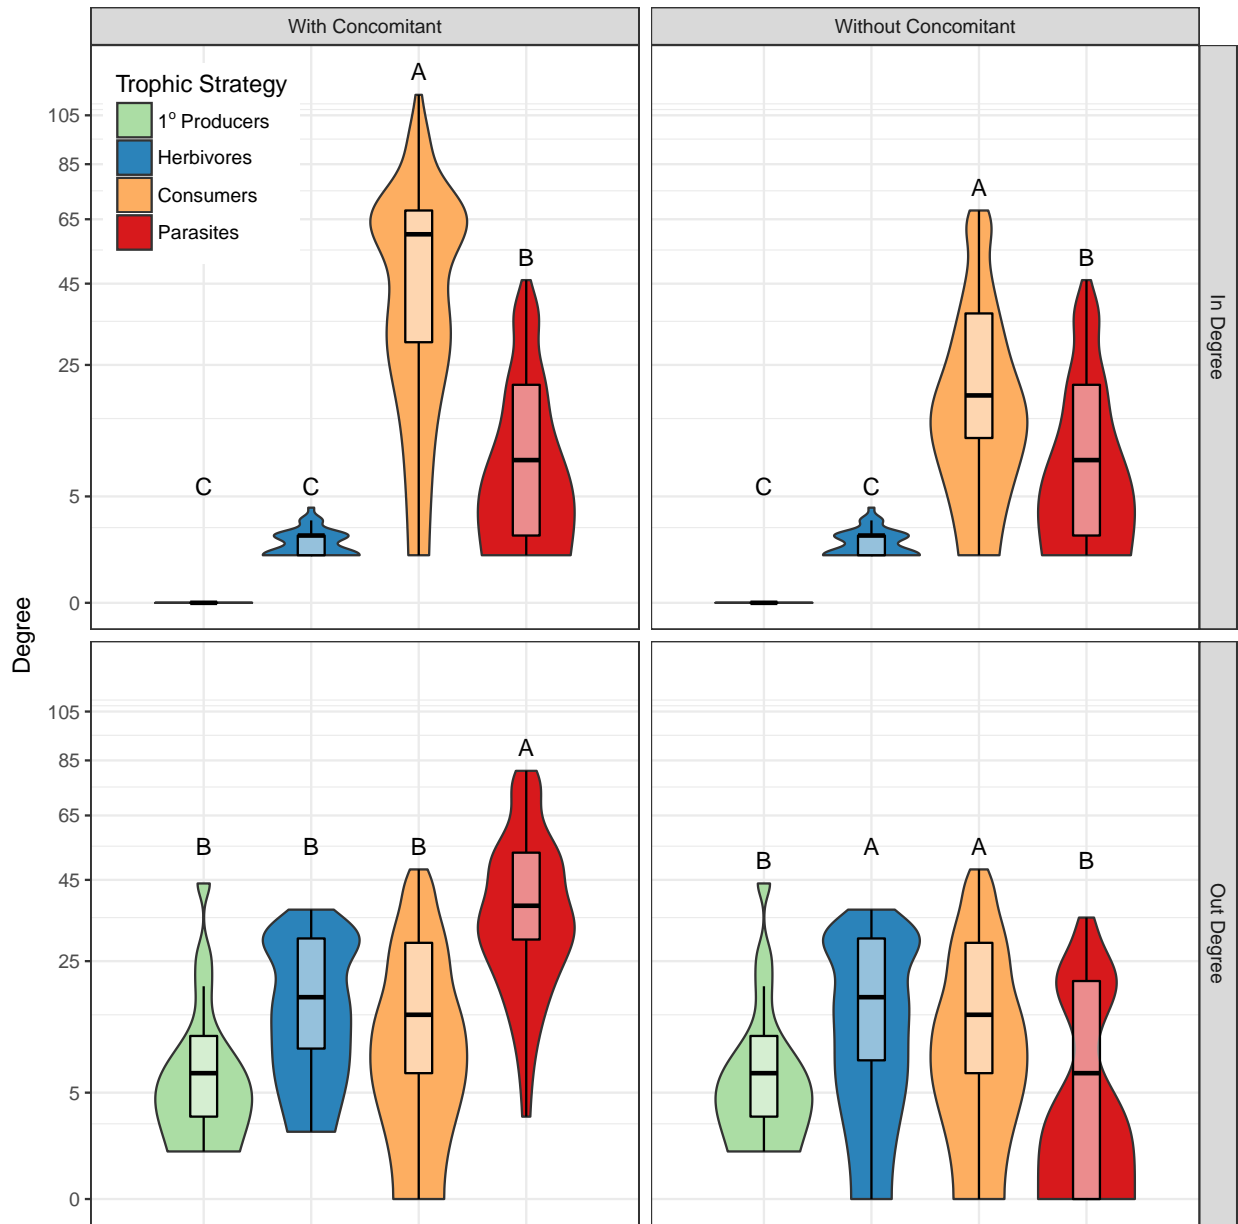 With Concomitant
Without Concomitant
Trophic Strategy
1° Producers
Herbivores
Consumers
Parasites
A
B
C
C
A
B
C
C
105
85
65
45
25
5
0
In Degree
Degree
B
B
B
A
B
A
A
B
105
85
65
45
25
5
0
Out Degree